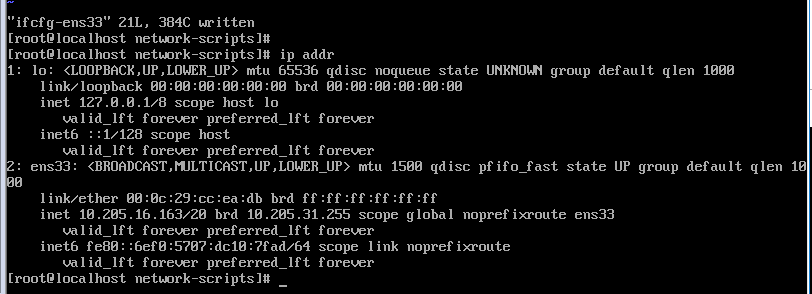 ~
"ifcfg-ens33" 21L, 384C written
[root@localhost network-scripts]#
[root@localhost network-scripts]# ip addr
1: lo: <LOOPBACK,UP,LOWER_UP> mtu 65536 qdisc noqueue state UNKNOWN group default qlen 1000
    link/loopback 00:00:00:00:00:00 brd 00:00:00:00:00:00
    inet 127.0.0.1/8 scope host lo
       valid_lft forever preferred_lft forever
    inet6 ::1/128 scope host
       valid_lft forever preferred_lft forever
2: ens33: <BROADCAST,MULTICAST,UP,LOWER_UP> mtu 1500 qdisc pfifo_fast state UP group default qlen 10
00
    link/ether 00:0c:29:cc:ea:db brd ff:ff:ff:ff:ff:ff
    inet 10.205.16.163/20 brd 10.205.31.255 scope global noprefixroute ens33
       valid_lft forever preferred_lft forever
    inet6 fe80::6ef0:5707:dc10:7fad/64 scope link noprefixroute
       valid_lft forever preferred_lft forever
[root@localhost network-scripts]# _